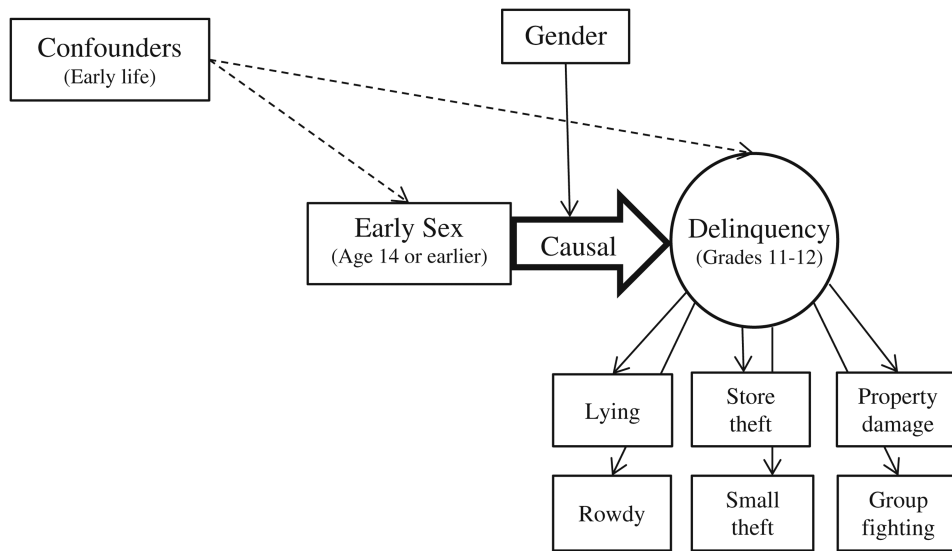 Confounders
(Early life)
Gender
Early Sex
(Age 14 or earlier)
Causal
Delinquency
(Grades 11-12)
Lying
Store
theft
Property
damage
Rowdy
Small
theft
Group
fighting